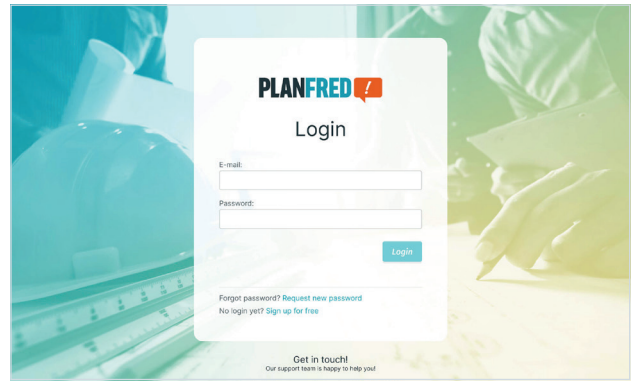 PLANFRED!
Login
E-mail:
Password:
Login
Forgot password? Request new password
No login yet? Sign up for free
Get in touch!
Our support team is happy to help you!